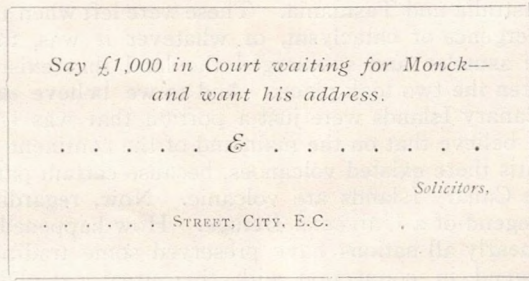 Say £1,000 in Court waiting for Monck—
and want his address.
. . . . & . . . .
Solicitors,
. . . . Street, City, E.C.